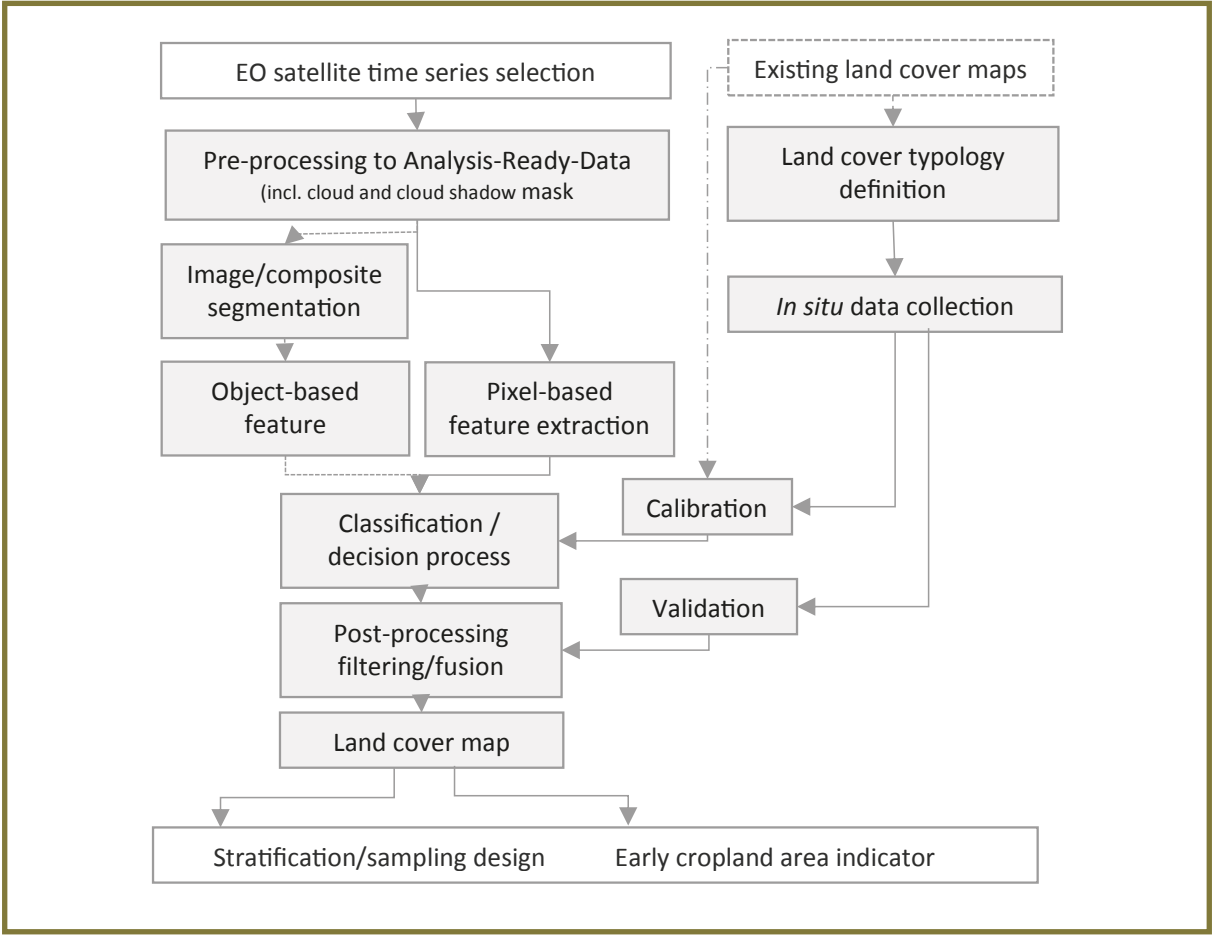 EO satellite time series selection
Existing land cover maps
Pre-processing to Analysis-Ready-Data
(incl. cloud and cloud shadow mask
Land cover typology
definition
Image/composite
segmentation
In situ data collection
Object-based
feature
Pixel-based
feature extraction
Calibration
Classification /
decision process
Validation
Post-processing
filtering/fusion
Land cover map
Stratification/sampling design
Early cropland area indicator